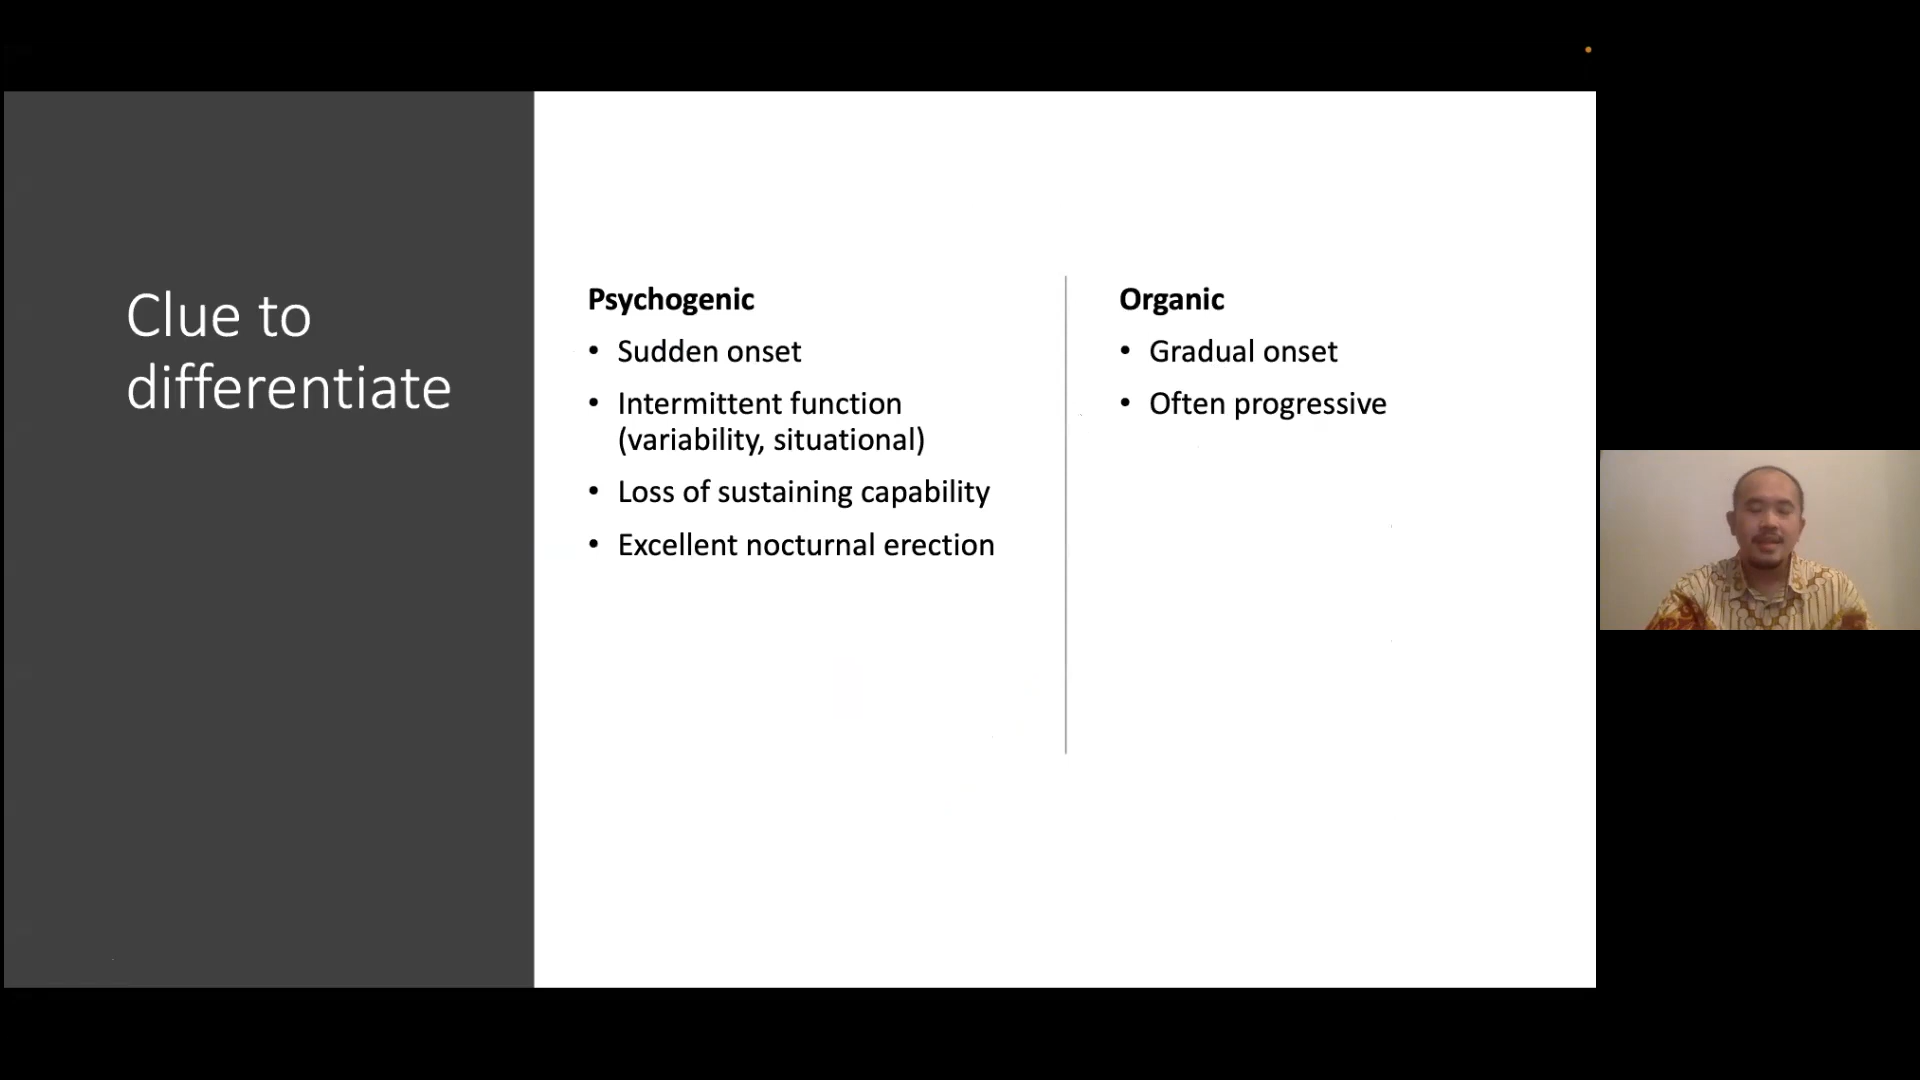 Clue to
differentiate
Psychogenic
• Sudden onset
• Intermittent function
(variability, situational)
• Loss of sustaining capability
• Excellent nocturnal erection
Organic
• Gradual onset
• Often progressive